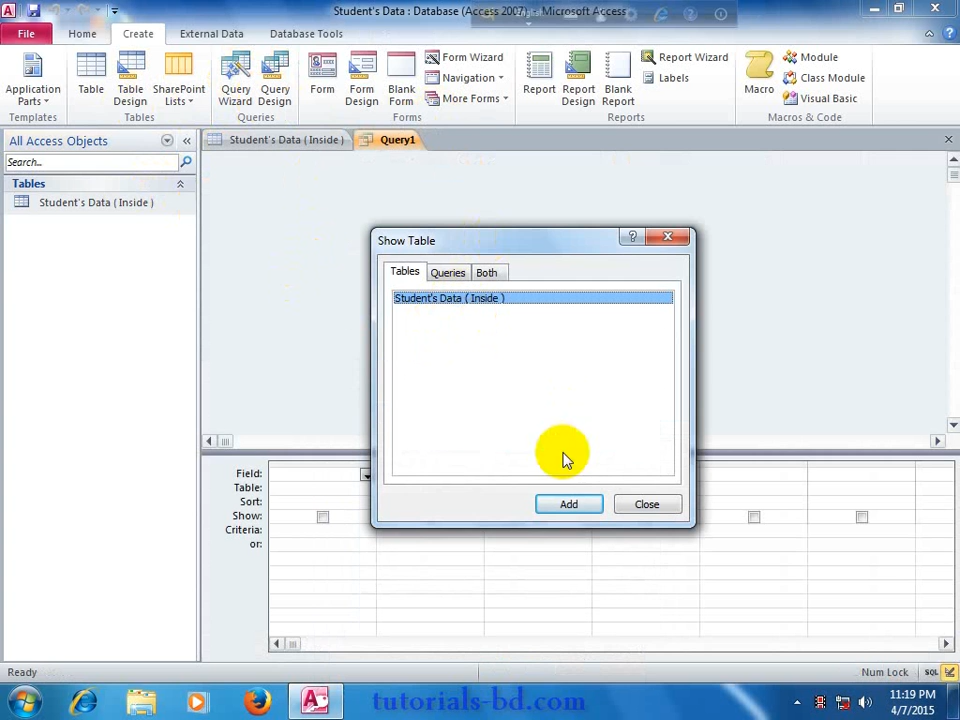 Student's Data : Database (Access 2007) - Microsoft Access
File
Home
Create
External Data
Database Tools
Application
Parts
Table
Table
Design
SharePoint
Lists
Query
Wizard
Query
Design
Form
Form
Design
Blank
Form
Form Wizard
Navigation
More Forms
Report
Report
Design
Blank
Report
Report Wizard
Labels
Macro
Module
Class Module
Visual Basic
Templates
Tables
Queries
Forms
Reports
Macros & Code
All Access Objects
Search...
Tables
Student's Data ( Inside )
Student's Data ( Inside )
Query1
Show Table
Tables
Queries
Both
Student's Data ( Inside )
Add
Close
Field:
Table:
Sort:
Show:
Criteria:
or:
Ready
Num Lock
SQL
tutorials-bd.com
11:19 PM
4/7/2015